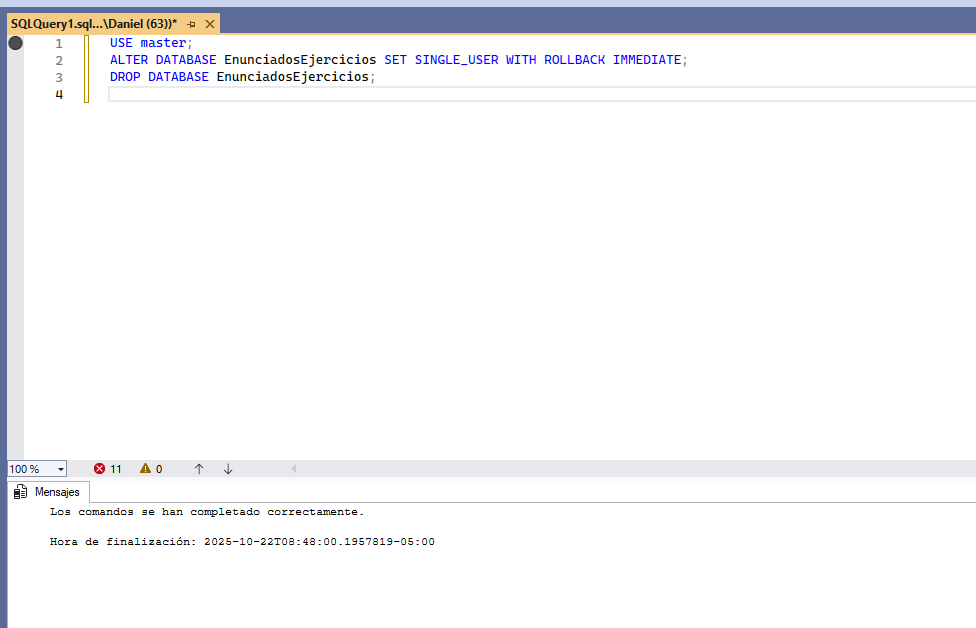 SQLQuery1.sql...\Daniel (63))*
1 USE master;
2 ALTER DATABASE EnunciadosEjercicios SET SINGLE_USER WITH ROLLBACK IMMEDIATE;
3 DROP DATABASE EnunciadosEjercicios;
4
100 % 11 0
Mensajes
Los comandos se han completado correctamente.
Hora de finalización: 2025-10-22T08:48:00.1957819-05:00